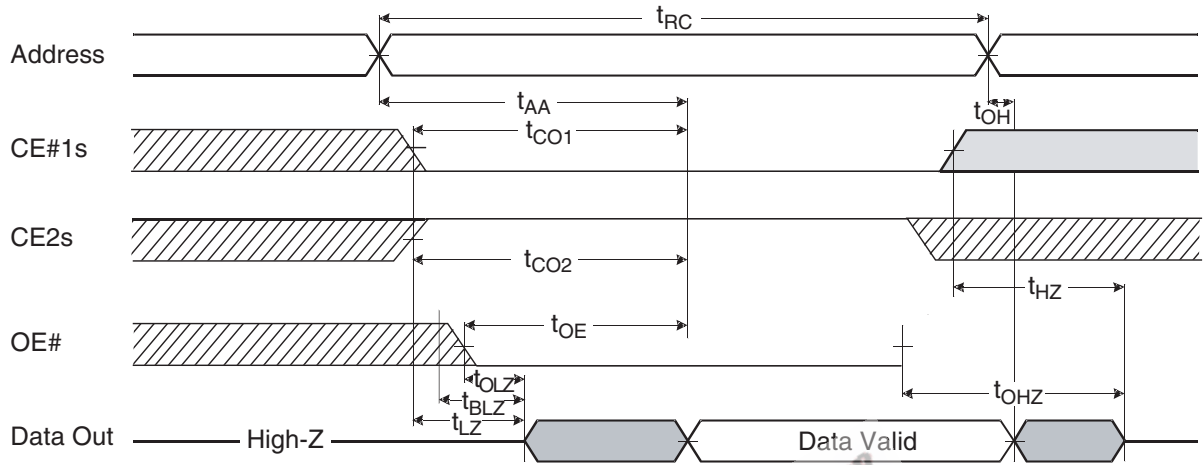 tRC
Address
tAA
tOH
CE#1s
tCO1
CE2s
tCO2
tHZ
OE#
tOE
tOLZ
tOHZ
tBLZ
tLZ
Data Out
High-Z
Data Valid